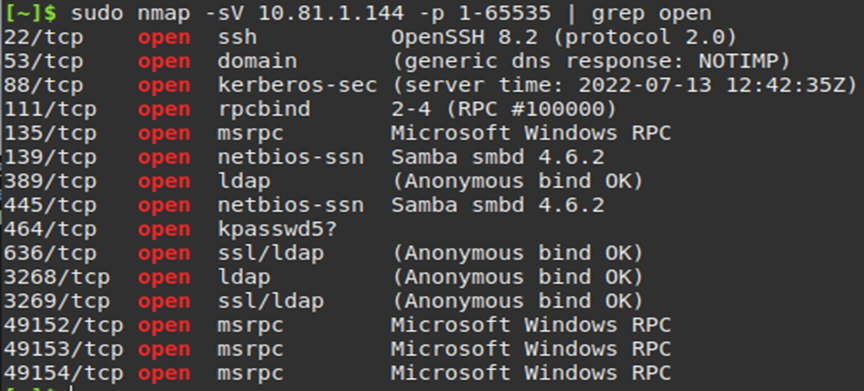 [~]$ sudo nmap -sV 10.81.1.144 -p 1-65535 | grep open
22/tcp    open  ssh          OpenSSH 8.2 (protocol 2.0)
53/tcp    open  domain       (generic dns response: NOTIMP)
88/tcp    open  kerberos-sec (server time: 2022-07-13 12:42:35Z)
111/tcp   open  rpcbind      2-4 (RPC #100000)
135/tcp   open  msrpc        Microsoft Windows RPC
139/tcp   open  netbios-ssn  Samba smbd 4.6.2
389/tcp   open  ldap         (Anonymous bind OK)
445/tcp   open  netbios-ssn  Samba smbd 4.6.2
464/tcp   open  kpasswd5?
636/tcp   open  ssl/ldap     (Anonymous bind OK)
3268/tcp  open  ldap         (Anonymous bind OK)
3269/tcp  open  ssl/ldap     (Anonymous bind OK)
49152/tcp open  msrpc        Microsoft Windows RPC
49153/tcp open  msrpc        Microsoft Windows RPC
49154/tcp open  msrpc        Microsoft Windows RPC